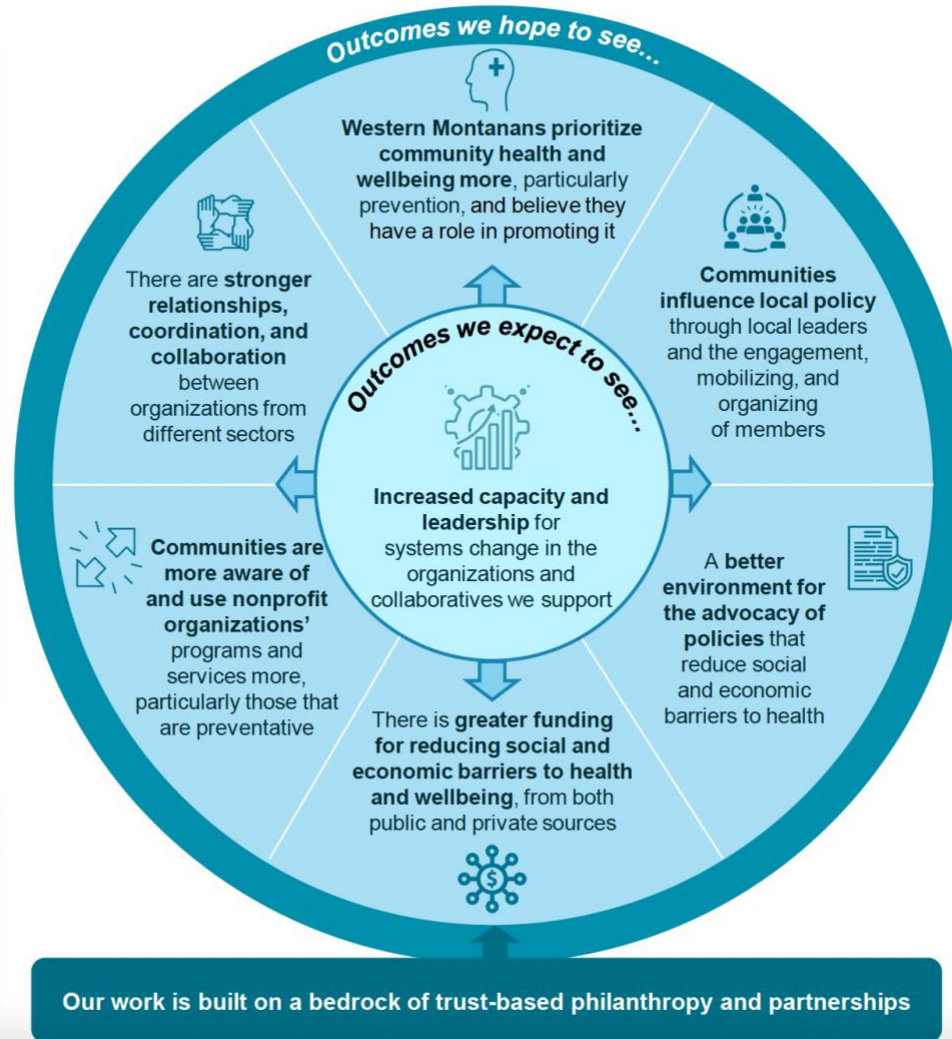 Outcomes we hope to see...
Western Montanans prioritize
community health and
wellbeing more, particularly
prevention, and believe they
have a role in promoting it
Communities
influence local policy
through local leaders
and the engagement,
mobilizing, and
organizing
of members
A better
environment for
the advocacy of
policies that
reduce social
and economic
barriers to health
There is greater funding
for reducing social and
economic barriers to health
and wellbeing, from both
public and private sources
$
Communities are
more aware of
and use nonprofit
organizations'
programs and
services more,
particularly those that
are preventative
There are stronger
relationships,
coordination, and
collaboration
between
organizations from
different sectors
Outcomes we expect to see...
Increased capacity and
leadership for
systems change in the
organizations and
collaboratives we support
Our work is built on a bedrock of trust-based philanthropy and partnerships